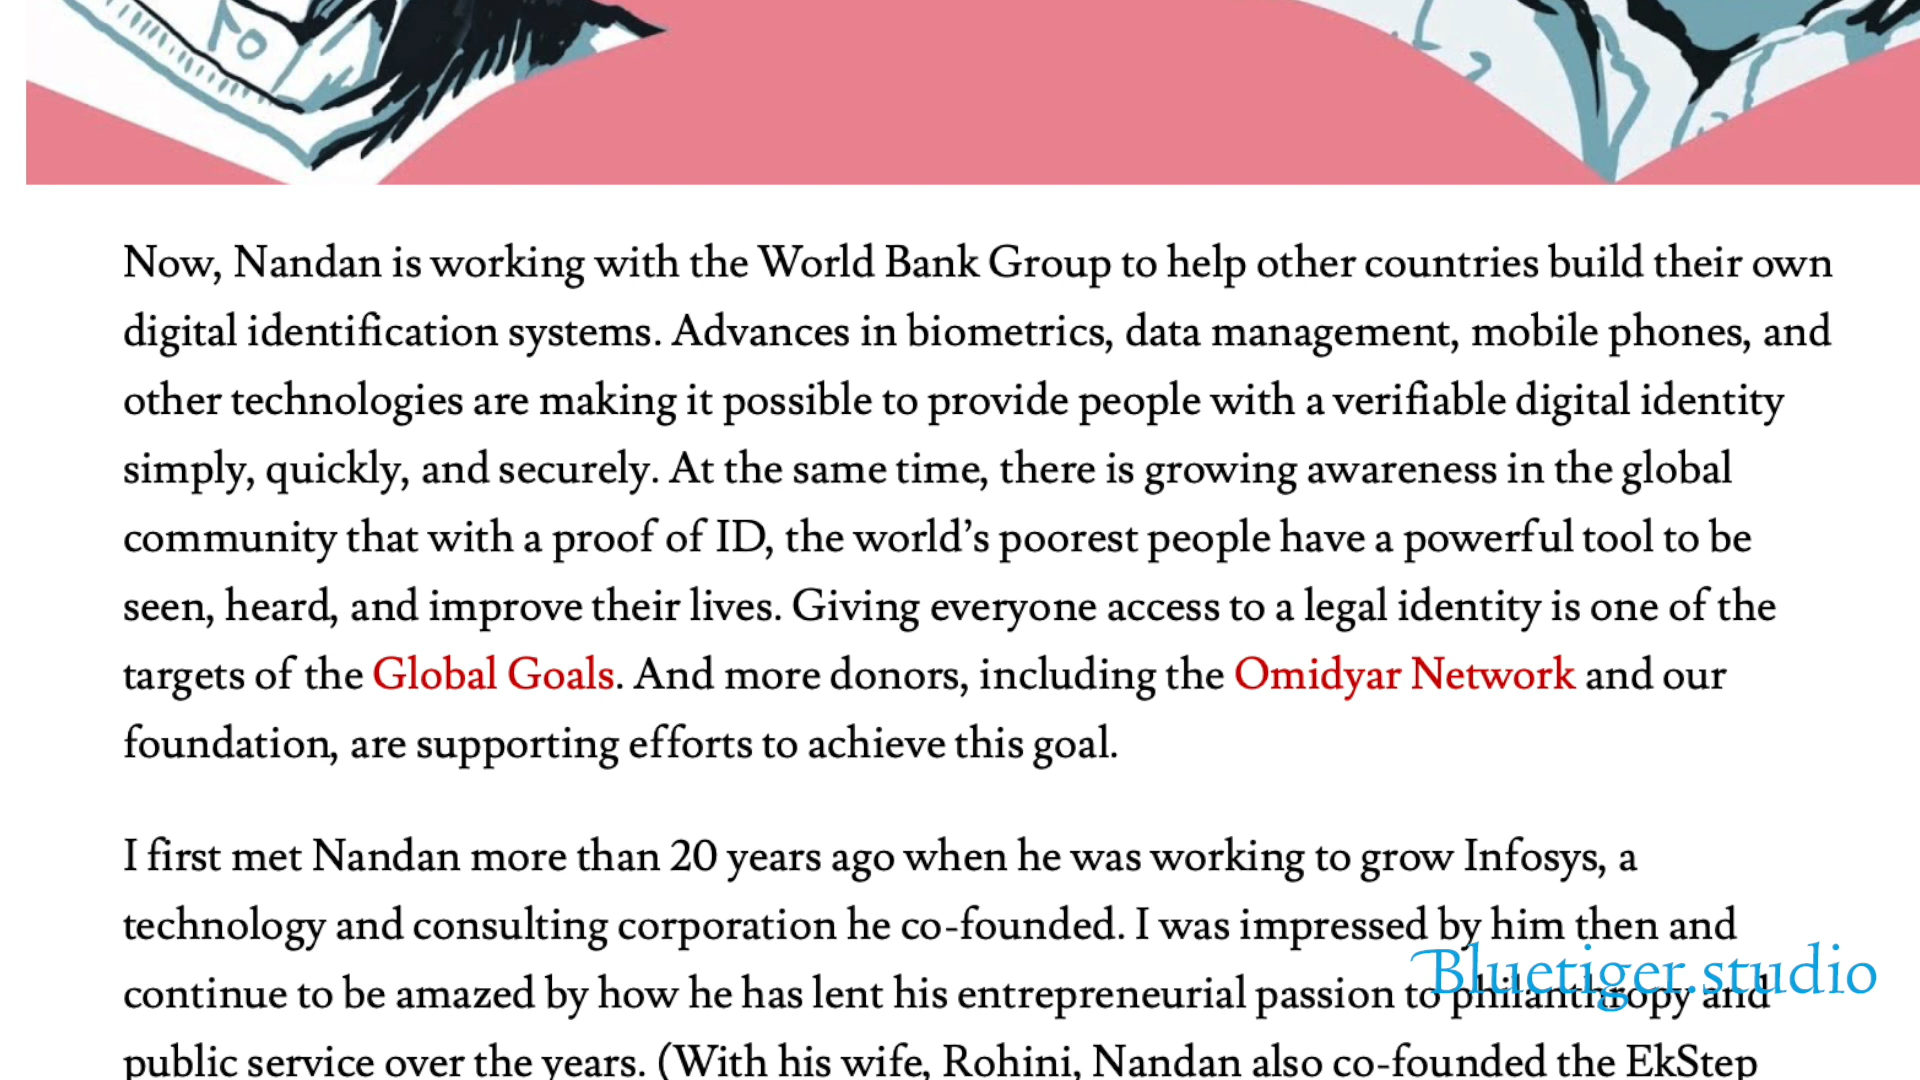 Now, Nandan is working with the World Bank Group to help other countries build their own
digital identification systems. Advances in biometrics, data management, mobile phones, and
other technologies are making it possible to provide people with a verifiable digital identity
simply, quickly, and securely. At the same time, there is growing awareness in the global
community that with a proof of ID, the world’s poorest people have a powerful tool to be
seen, heard, and improve their lives. Giving everyone access to a legal identity is one of the
targets of the Global Goals. And more donors, including the Omidyar Network and our
foundation, are supporting efforts to achieve this goal.
I first met Nandan more than 20 years ago when he was working to grow Infosys, a
technology and consulting corporation he co-founded. I was impressed by him then and
continue to be amazed by how he has lent his entrepreneurial passion to philanthropy and
Bluetiger.studio
public service over the years. (With his wife, Rohini, Nandan also co-founded the EkStep